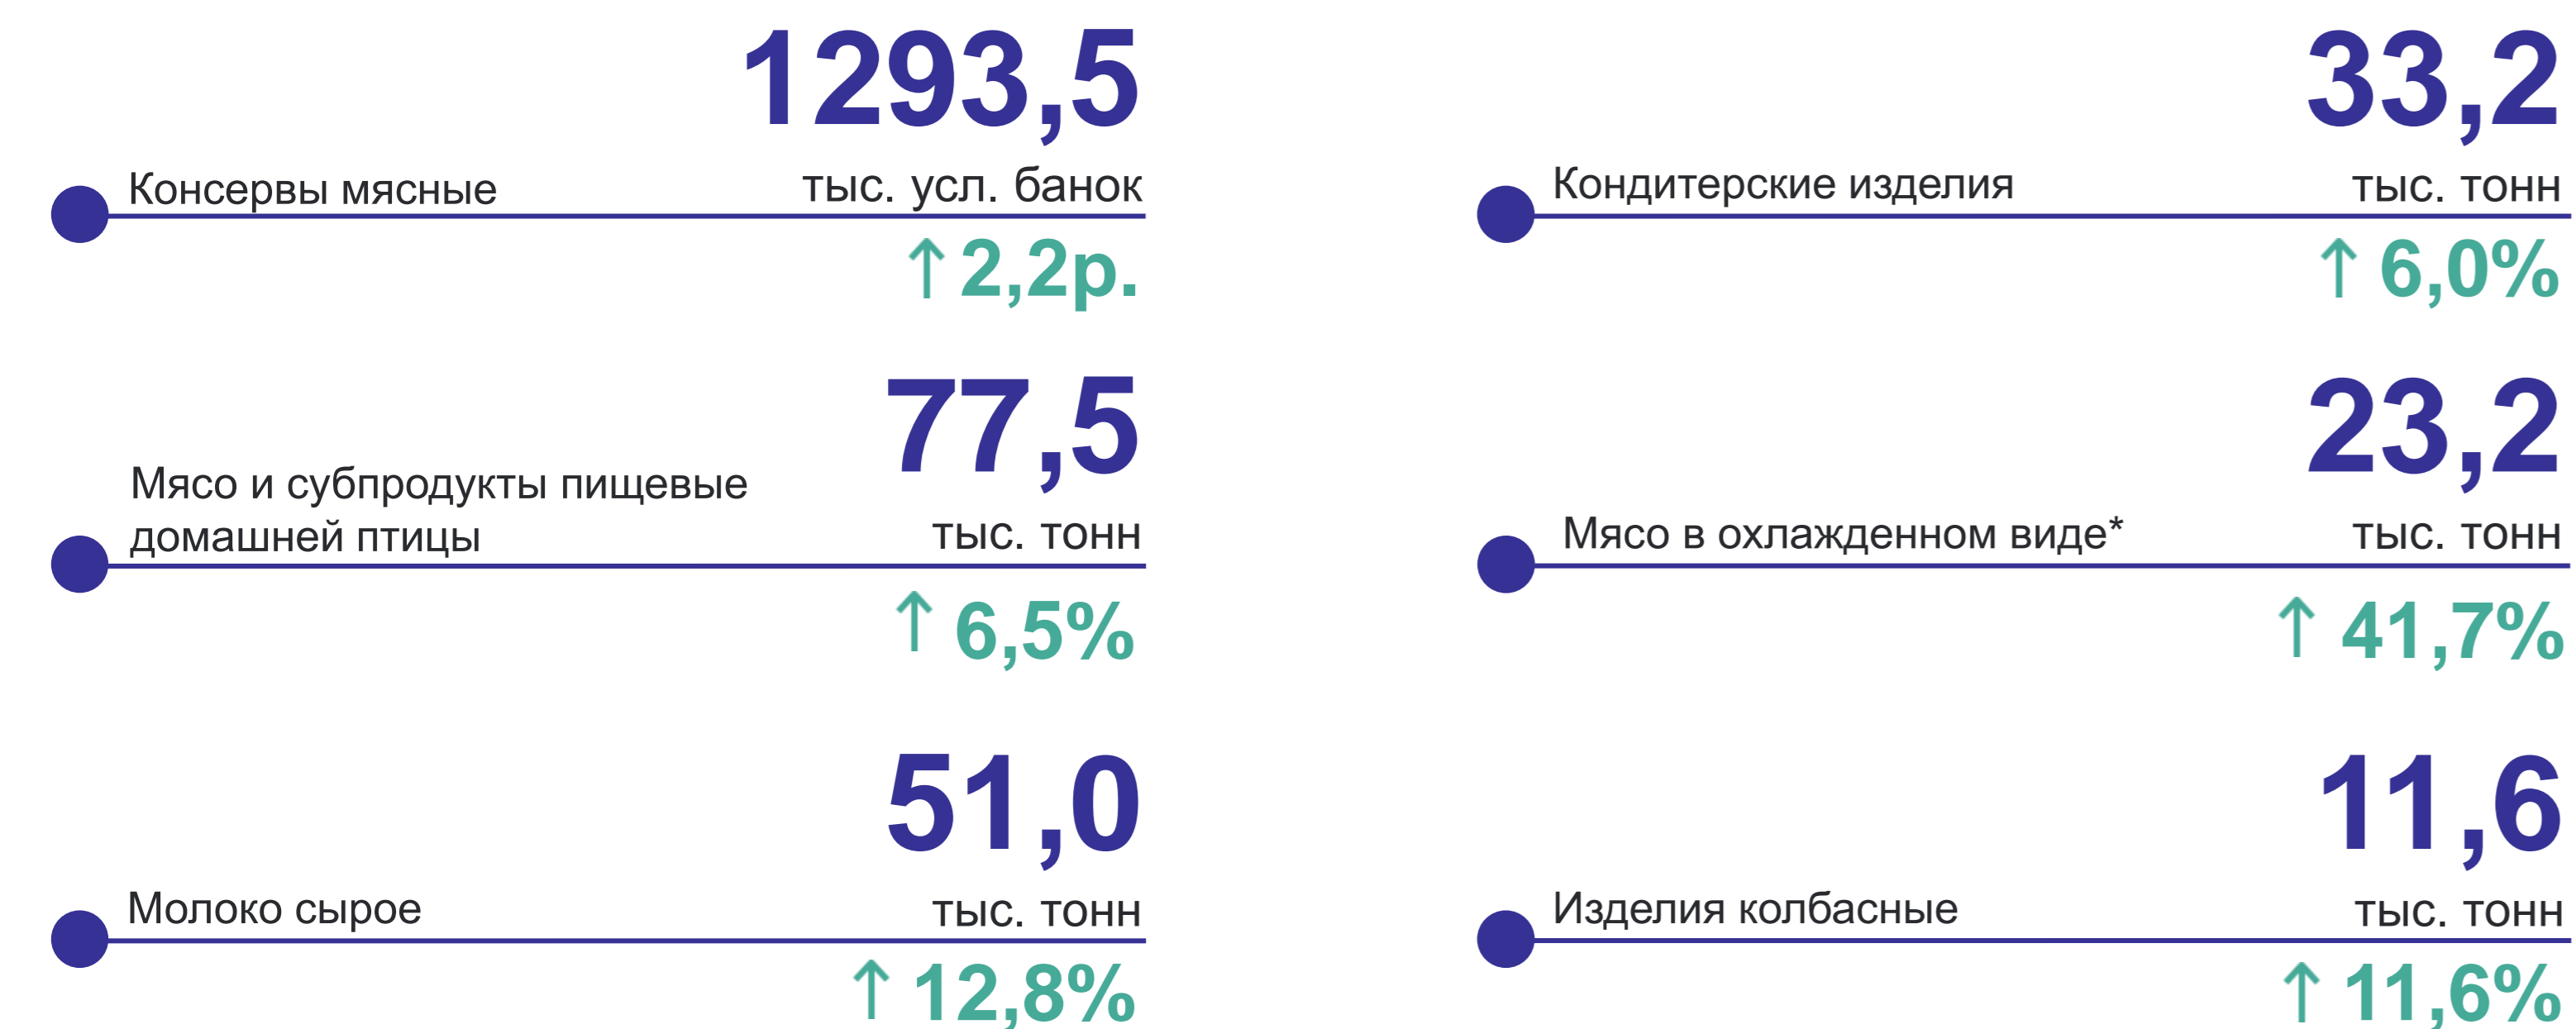 1293,5
Консервы мясные
тыс. усл. банок
↑2,2р.
77,5
Мясо и субпродукты пищевые
домашней птицы
тыс. тонн
↑ 6,5%
51,0
Молоко сырое
тыс. тонн
↑ 12,8%
33,2
Кондитерские изделия
тыс. тонн
↑ 6,0%
23,2
Мясо в охлажденном виде*
тыс. тонн
↑ 41,7%
11,6
Изделия колбасные
тыс. тонн
↑ 11,6%